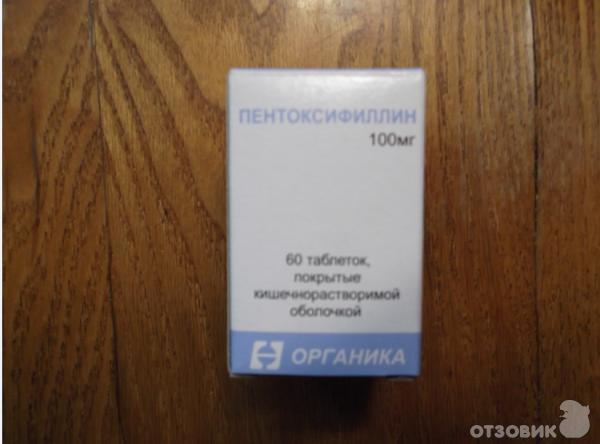 ПЕНТОКСИФИЛЛИН
100мг
60 таблеток,
покрытые
кишечнорастворимой
оболочкой
ОРГАНИКА
ОТЗОВИК